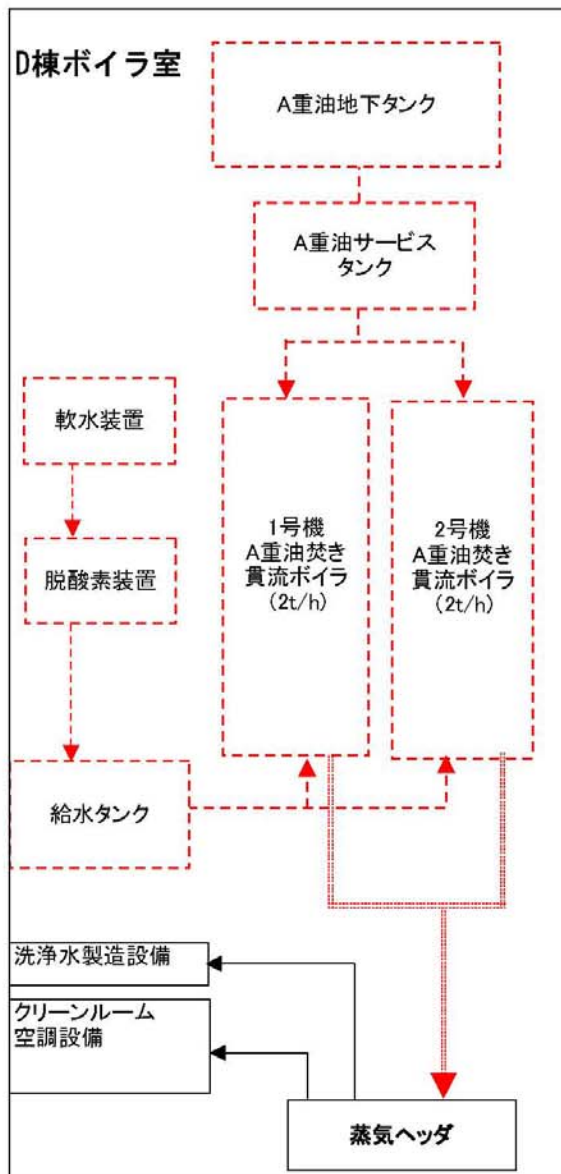 D棟ボイラ室
A重油地下タンク
A重油サービス
タンク
軟水装置
脱酸素装置
給水タンク
1号機
A重油焚き
貫流ボイラ
(2t/h)
2号機
A重油焚き
貫流ボイラ
(2t/h)
洗浄水製造設備
クリーンルーム
空調設備
蒸気ヘッダ